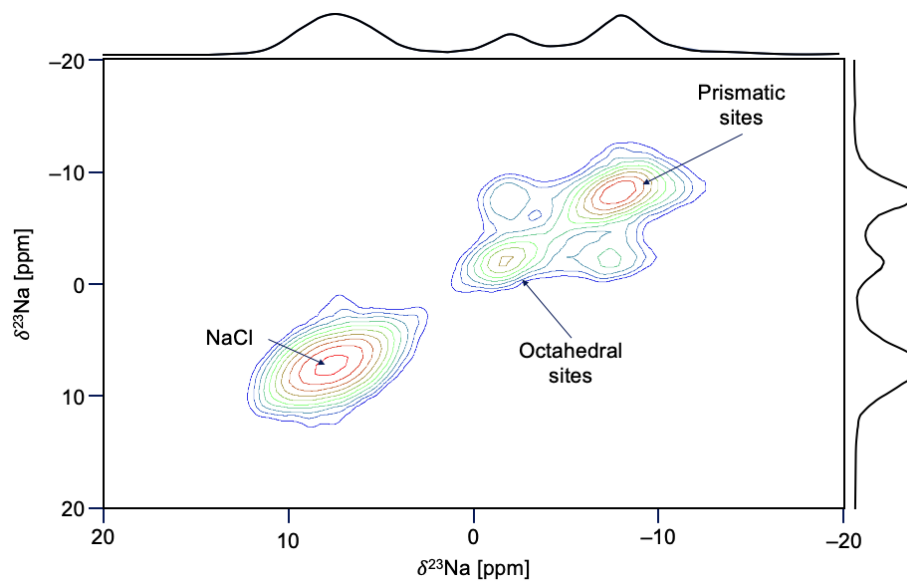 –20
Prismatic
sites
–10
δ²³Na [ppm]
0
NaCl
Octahedral
sites
10
20
20
10
0
–10
–20
δ²³Na [ppm]